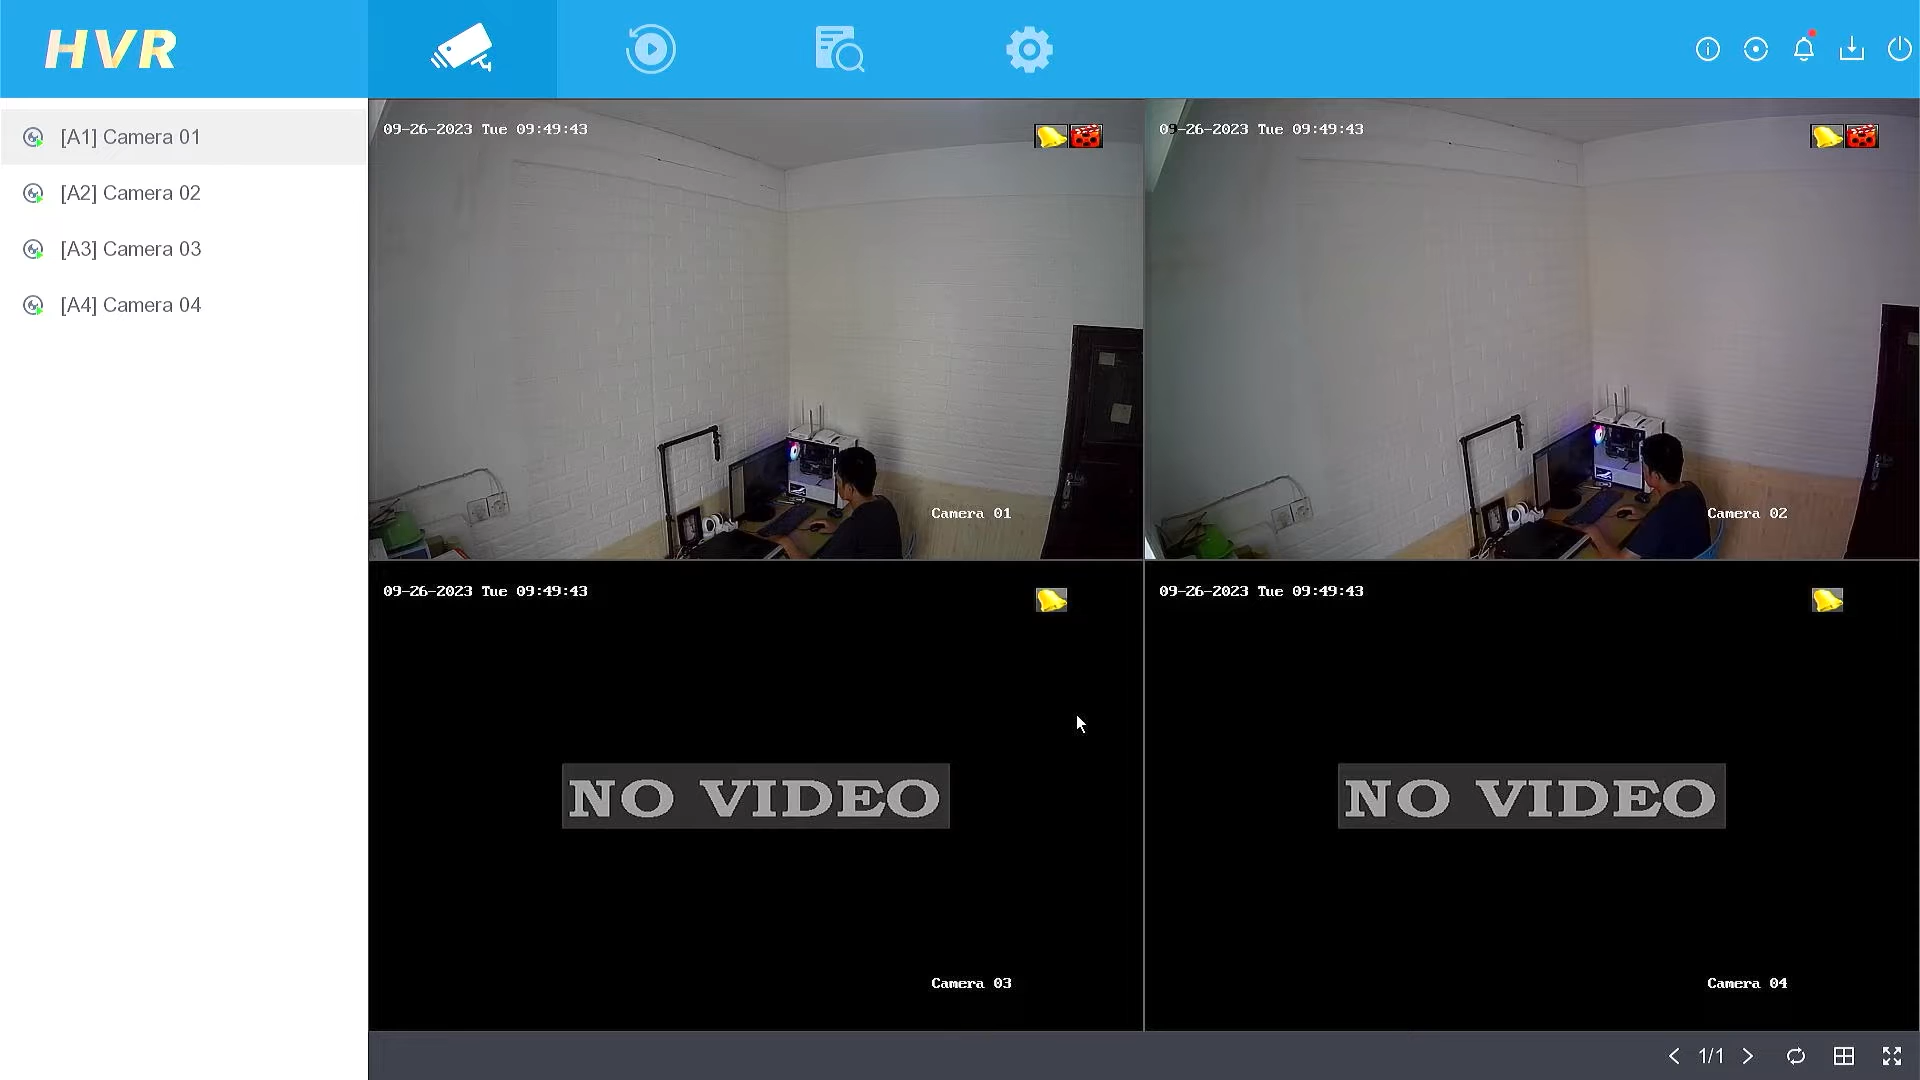 HVR
[A1] Camera 01
[A2] Camera 02
[A3] Camera 03
[A4] Camera 04
09-26-2023 Tue 09:49:43
Camera 01
09-26-2023 Tue 09:49:43
Camera 02
09-26-2023 Tue 09:49:43
NO VIDEO
Camera 03
09-26-2023 Tue 09:49:43
NO VIDEO
Camera 04
1/1